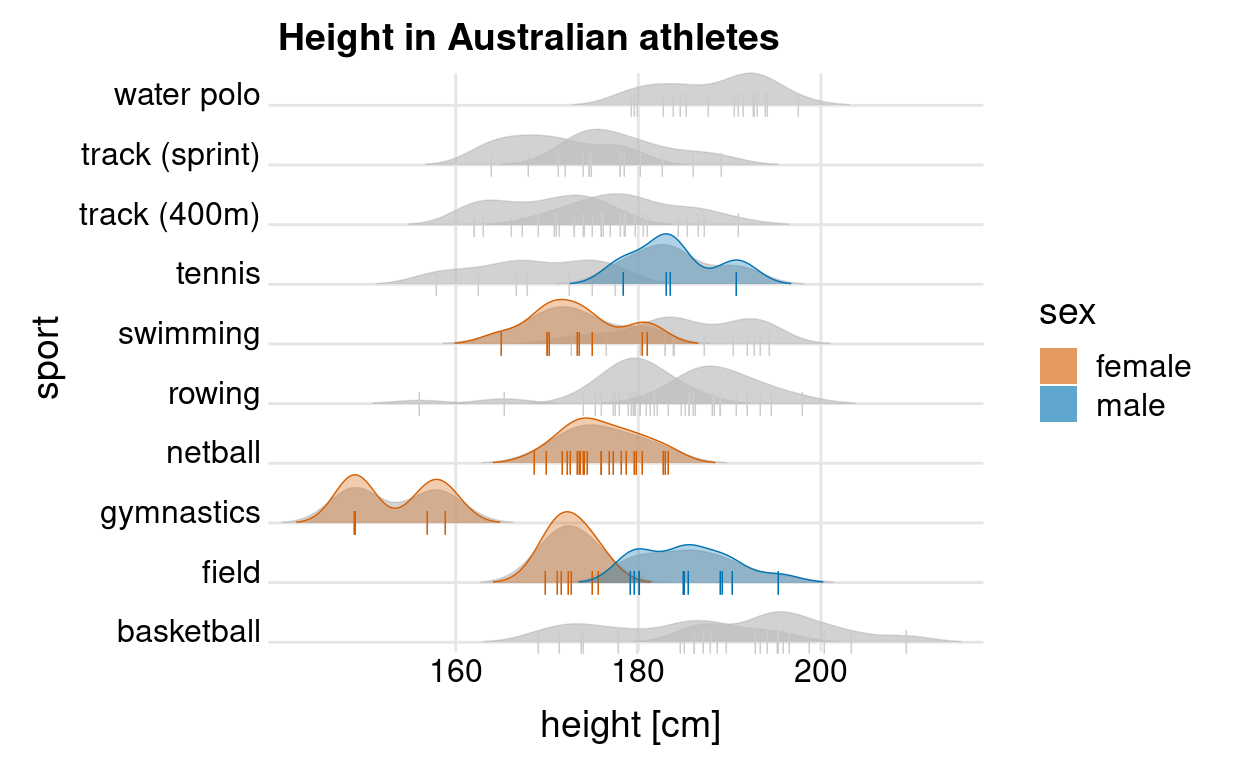 Height in Australian athletes
sport
water polo
track (sprint)
track (400m)
tennis
swimming
rowing
netball
gymnastics
field
basketball
160 180 200
height [cm]
sex
female
male